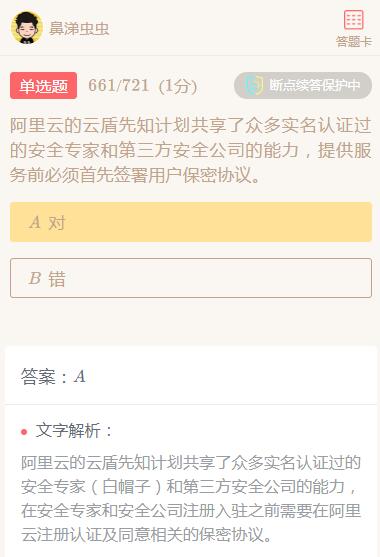 鼻涕虫虫
答题卡
单选题 661/721 (1分) 断点续答保护中
阿里云的云盾先知计划共享了众多实名认证过
的安全专家和第三方安全公司的能力，提供服
务前必须首先签署用户保密协议。
A 对
B 错
答案：A
文字解析：
阿里云的云盾先知计划共享了众多实名认证过的
安全专家（白帽子）和第三方安全公司的能力，
在安全专家和安全公司注册入驻之前需要在阿里
云注册认证及同意相关的保密协议。